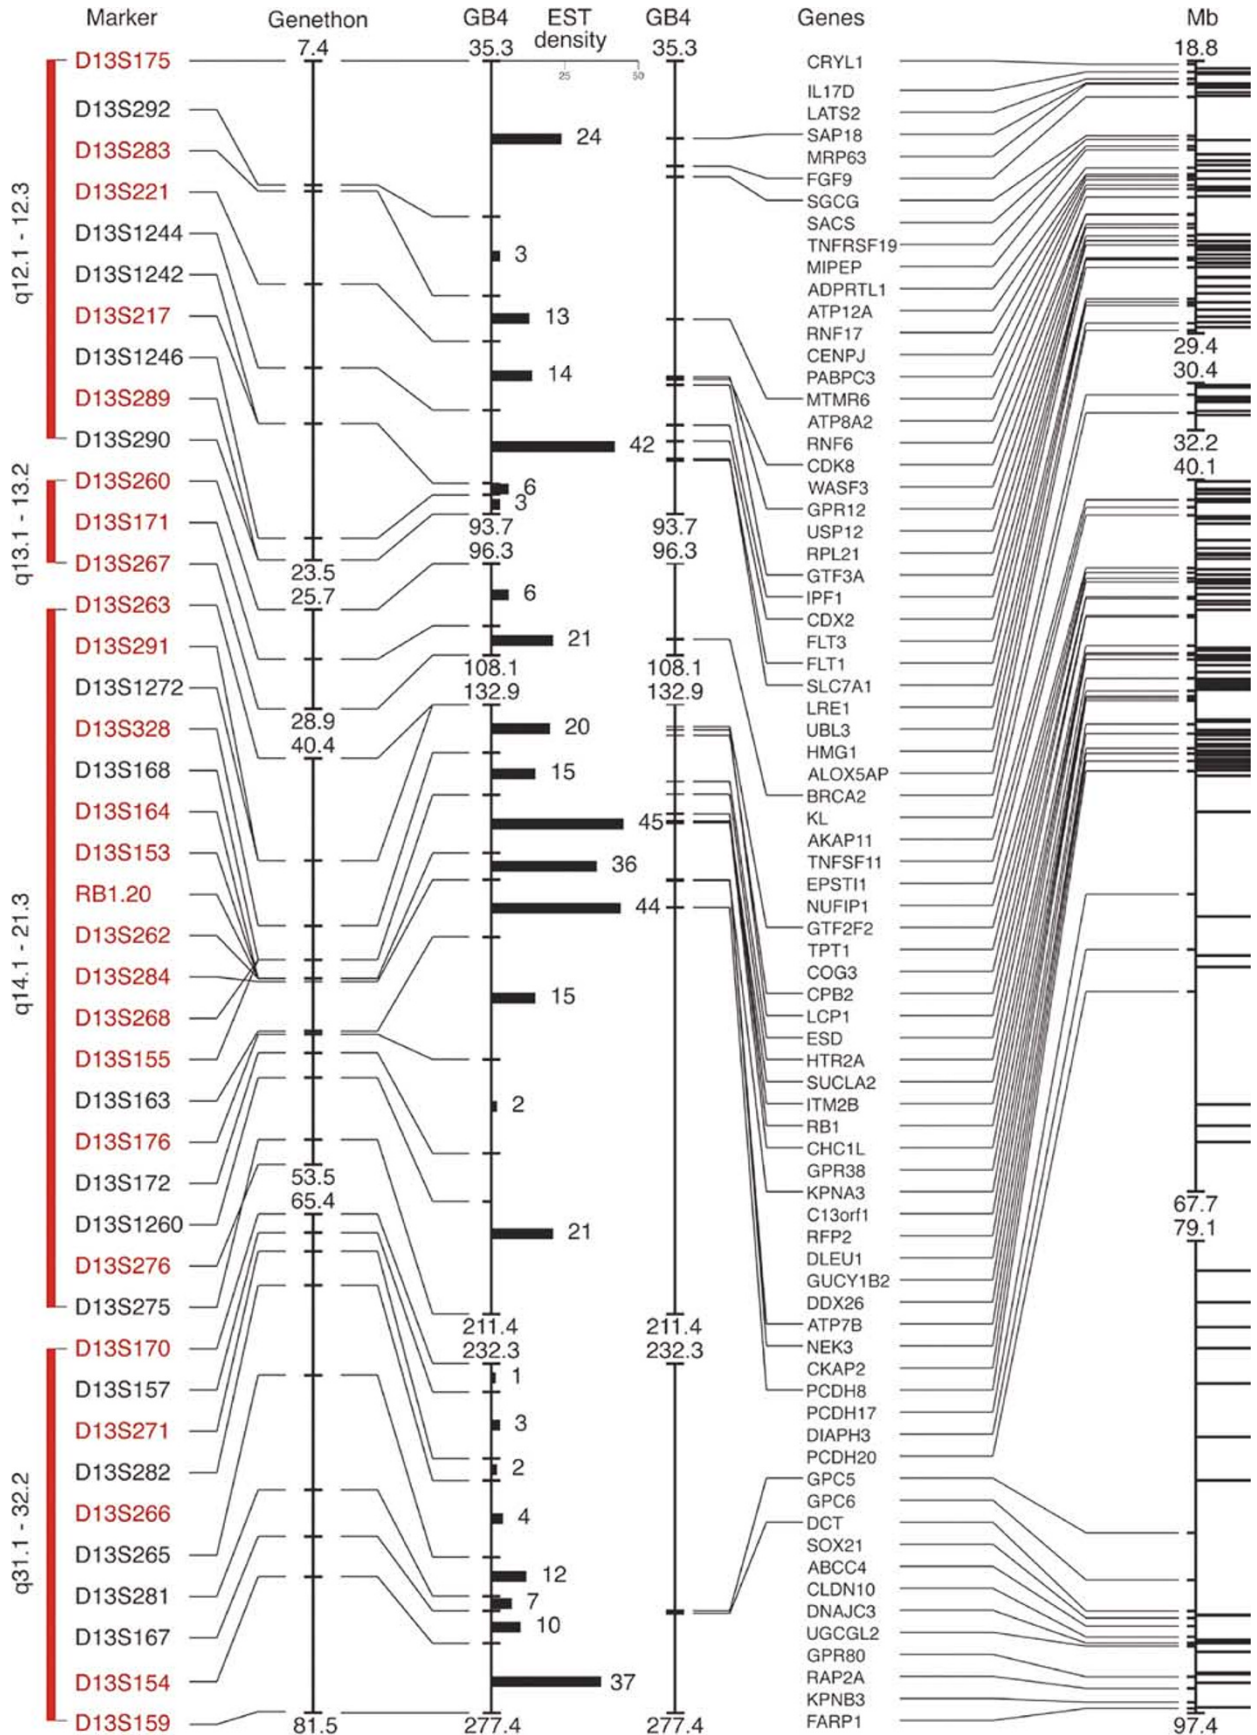 Marker Genethon GB4 EST density GB4 Genes Mb
7.4 35.3 35.3 18.8
25 50
q12.1 - 12.3
D13S175
D13S292
D13S283
D13S221
D13S1244
D13S1242
D13S217
D13S1246
D13S289
D13S290
q13.1 - 13.2
D13S260
D13S171
D13S267
q14.1 - 21.3
D13S263
D13S291
D13S1272
D13S328
D13S168
D13S164
D13S153
RB1.20
D13S262
D13S284
D13S268
D13S155
D13S163
D13S176
D13S172
D13S1260
D13S276
D13S275
q31.1 - 32.2
D13S170
D13S157
D13S271
D13S282
D13S266
D13S265
D13S281
D13S167
D13S154
D13S159
23.5
25.7
28.9
40.4
53.5
65.4
81.5
24
3
13
14
42
6
3
93.7
96.3
6
21
108.1
132.9
20
15
45
36
44
15
2
21
211.4
232.3
1
3
2
4
12
7
10
37
277.4
93.7
96.3
108.1
132.9
211.4
232.3
277.4
CRYL1
IL17D
LATS2
SAP18
MRP63
FGF9
SGCG
SACS
TNFRSF19
MIPEP
ADPRTL1
ATP12A
RNF17
CENPJ
PABPC3
MTMR6
ATP8A2
RNF6
CDK8
WASF3
GPR12
USP12
RPL21
GTF3A
IPF1
CDX2
FLT3
FLT1
SLC7A1
LRE1
UBL3
HMG1
ALOX5AP
BRCA2
KL
AKAP11
TNFSF11
EPSTI1
NUFIP1
GTF2F2
TPT1
COG3
CPB2
LCP1
ESD
HTR2A
SUCLA2
ITM2B
RB1
CHC1L
GPR38
KPNA3
C13orf1
RFP2
DLEU1
GUCY1B2
DDX26
ATP7B
NEK3
CKAP2
PCDH8
PCDH17
DIAPH3
PCDH20
GPC5
GPC6
DCT
SOX21
ABCC4
CLDN10
DNAJC3
UGCGL2
GPR80
RAP2A
KPNB3
FARP1
29.4
30.4
32.2
40.1
67.7
79.1
97.4